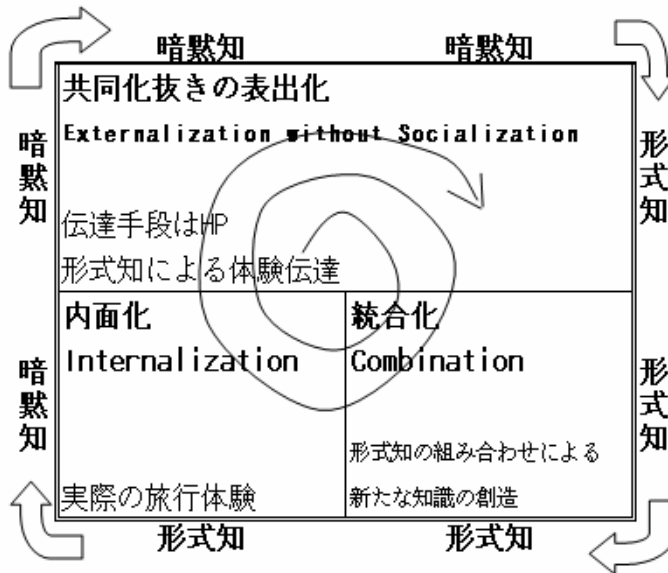 暗黙知
暗黙知
共同化抜きの表出化
Externalization without Socialization
暗黙知
形式知
伝達手段はHP
形式知による体験伝達
内面化
Internalization
統合化
Combination
暗黙知
形式知
実際の旅行体験
形式知の組み合わせによる
新たな知識の創造
形式知
形式知